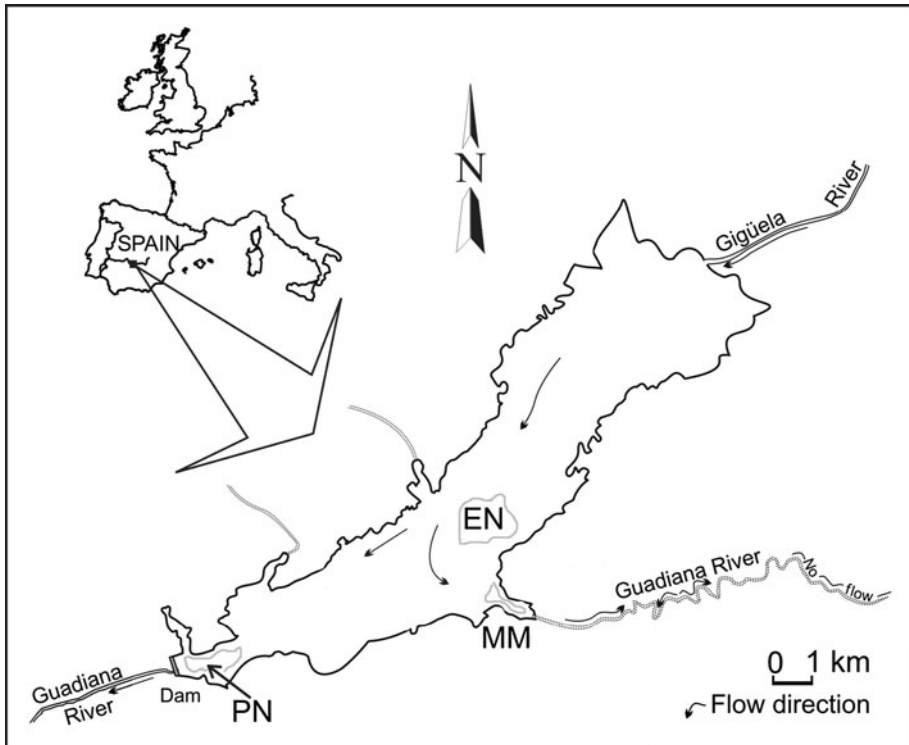 N
SPAIN
Gigüela River
EN
Guadiana River
No flow
MM
Guadiana
River
Dam
PN
0 1 km
Flow direction